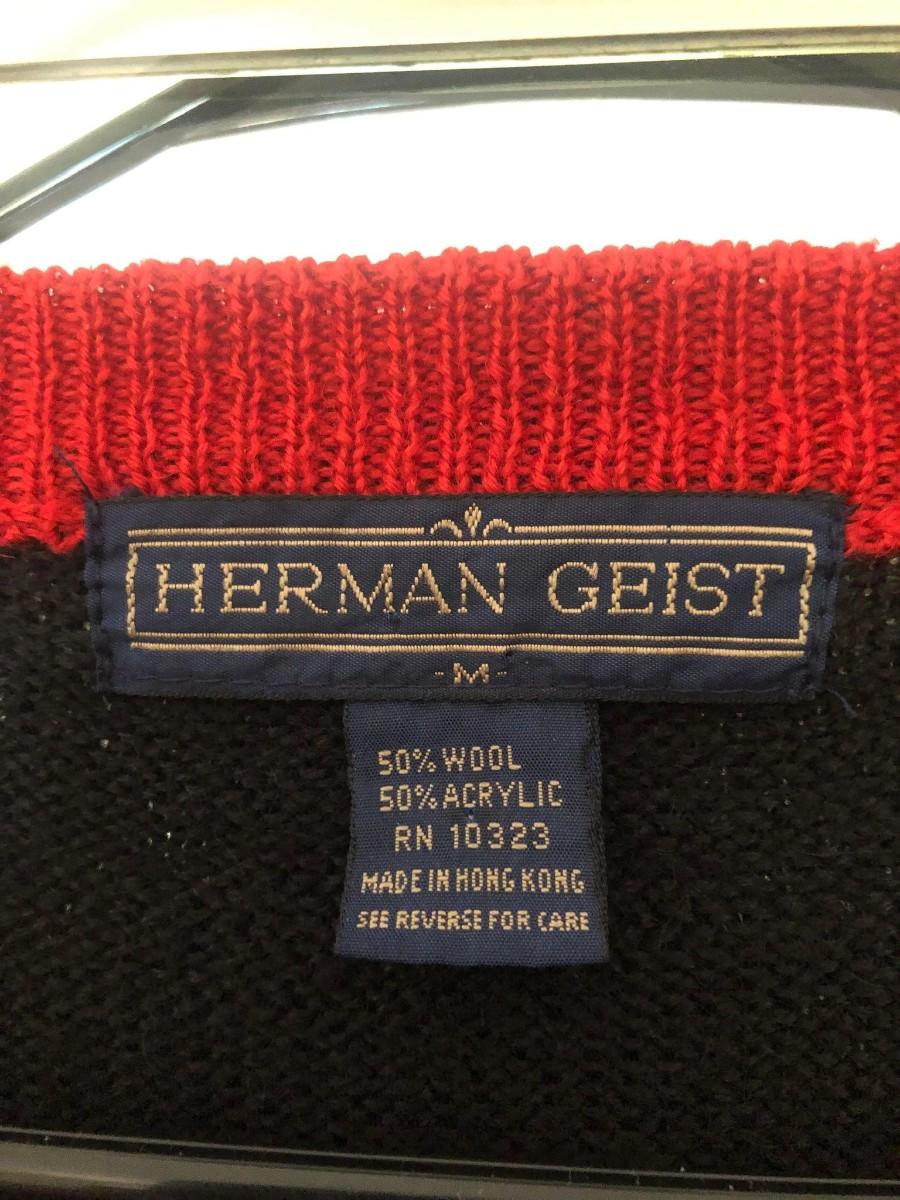 HERMAN GEIST
-M-
50% WOOL
50% ACRYLIC
RN 10323
MADE IN HONG KONG
SEE REVERSE FOR CARE